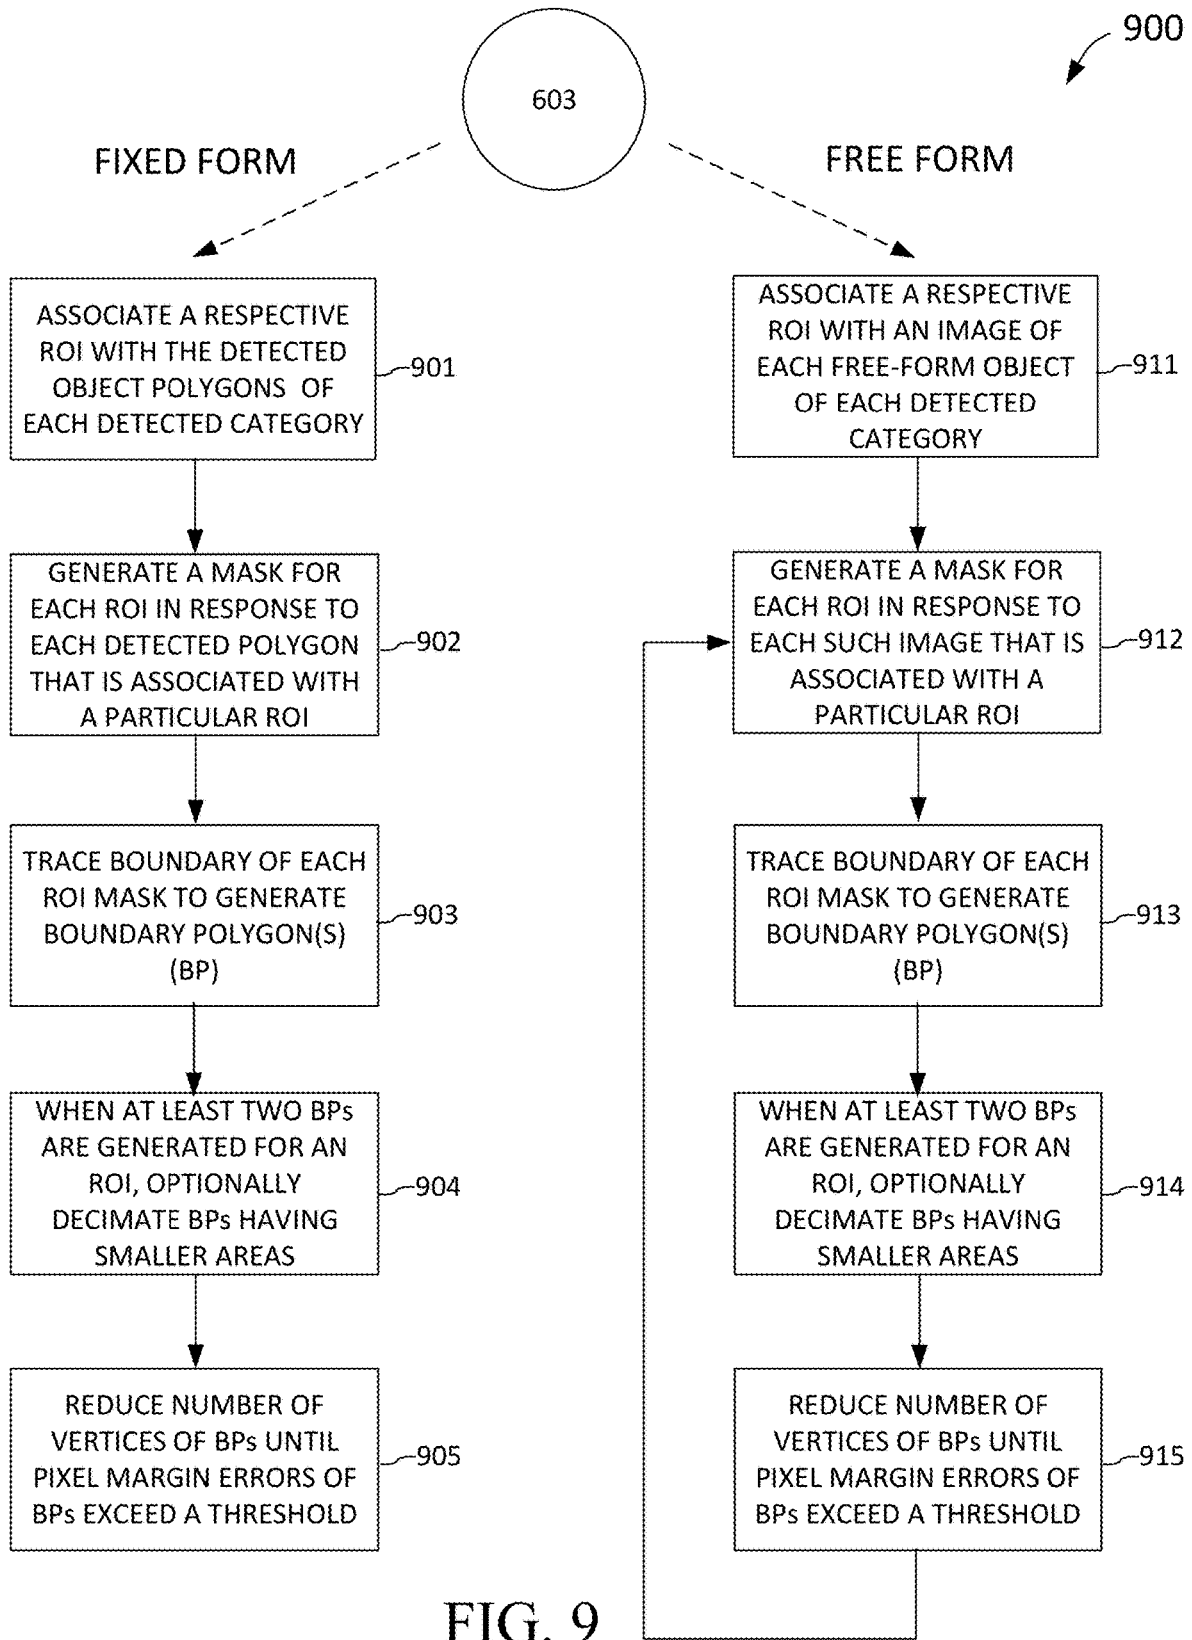 900
603
FIXED FORM
FREE FORM
ASSOCIATE A RESPECTIVE
ROI WITH THE DETECTED
OBJECT POLYGONS OF
EACH DETECTED CATEGORY
901
GENERATE A MASK FOR
EACH ROI IN RESPONSE TO
EACH DETECTED POLYGON
THAT IS ASSOCIATED WITH
A PARTICULAR ROI
902
TRACE BOUNDARY OF EACH
ROI MASK TO GENERATE
BOUNDARY POLYGON(S)
(BP)
903
WHEN AT LEAST TWO BPs
ARE GENERATED FOR AN
ROI, OPTIONALLY
DECIMATE BPs HAVING
SMALLER AREAS
904
REDUCE NUMBER OF
VERTICES OF BPs UNTIL
PIXEL MARGIN ERRORS OF
BPs EXCEED A THRESHOLD
905
ASSOCIATE A RESPECTIVE
ROI WITH AN IMAGE OF
EACH FREE-FORM OBJECT
OF EACH DETECTED
CATEGORY
911
GENERATE A MASK FOR
EACH ROI IN RESPONSE TO
EACH SUCH IMAGE THAT IS
ASSOCIATED WITH A
PARTICULAR ROI
912
TRACE BOUNDARY OF EACH
ROI MASK TO GENERATE
BOUNDARY POLYGON(S)
(BP)
913
WHEN AT LEAST TWO BPs
ARE GENERATED FOR AN
ROI, OPTIONALLY
DECIMATE BPs HAVING
SMALLER AREAS
914
REDUCE NUMBER OF
VERTICES OF BPs UNTIL
PIXEL MARGIN ERRORS OF
BPs EXCEED A THRESHOLD
915
FIG. 9